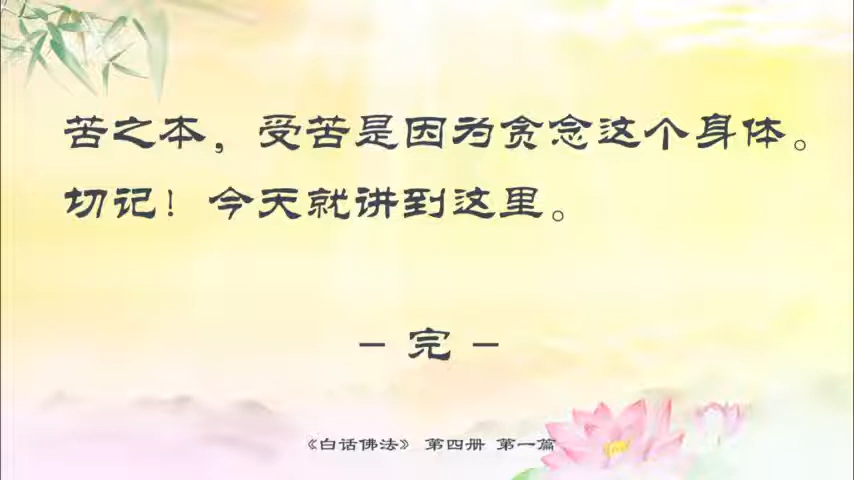 苦之本，受苦是因为贪念这个身体。
切记！今天就讲到这里。
- 完 -
《白话佛法》 第四册 第一篇